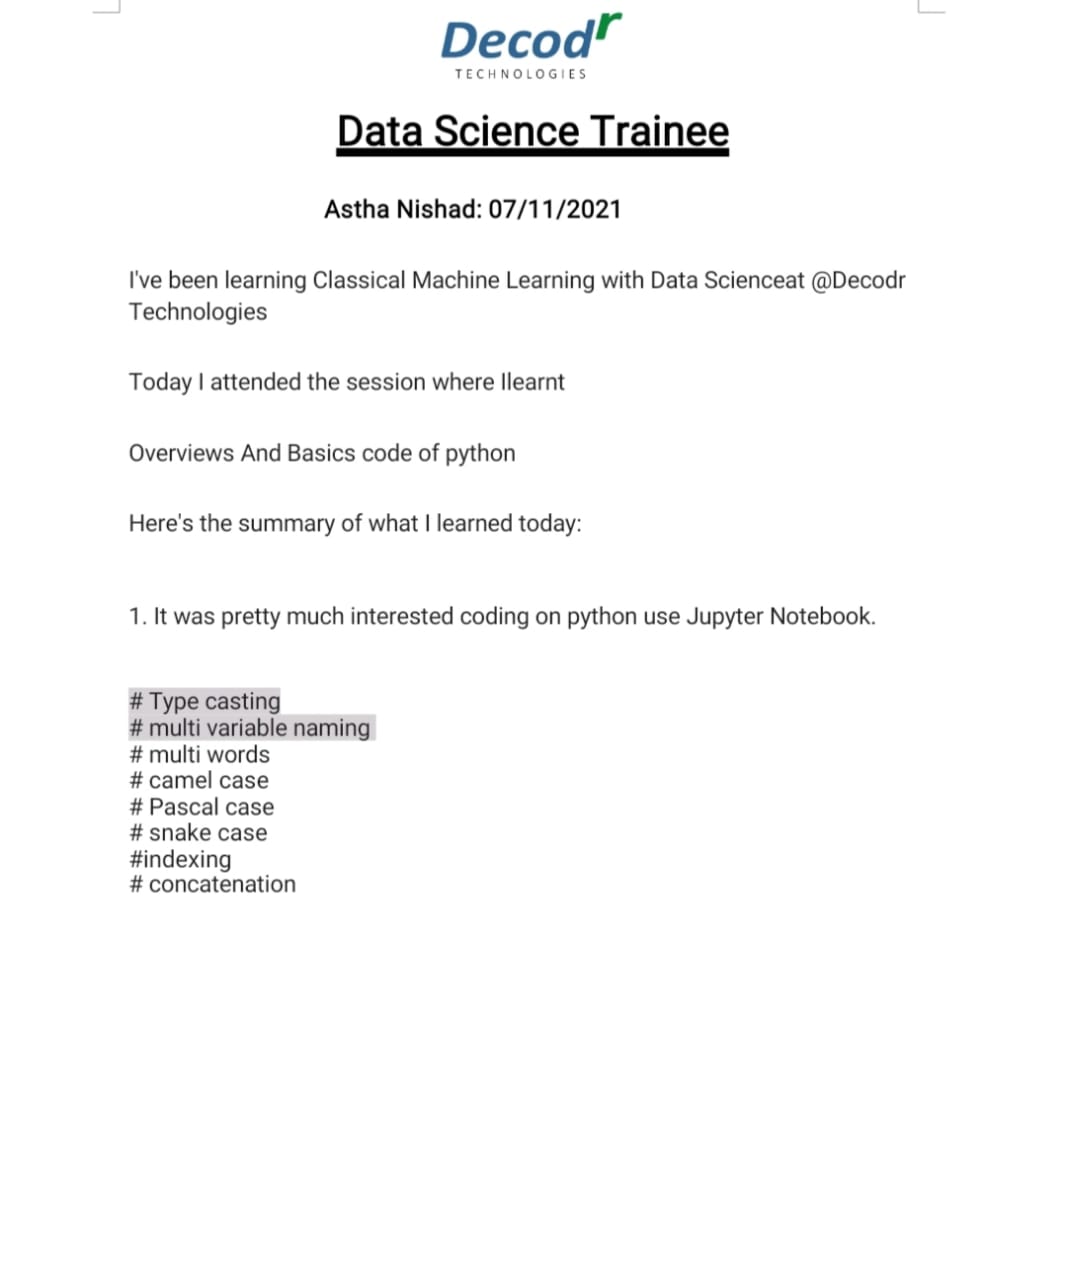 Decodr
TECHNOLOGIES
Data Science Trainee
Astha Nishad: 07/11/2021
I've been learning Classical Machine Learning with Data Scienceat @Decodr
Technologies
Today I attended the session where llearnt
Overviews And Basics code of python
Here's the summary of what I learned today:
1. It was pretty much interested coding on python use Jupyter Notebook.
# Type casting
# multi variable naming
# multi words
# camel case
# Pascal case
# snake case
#indexing
# concatenation